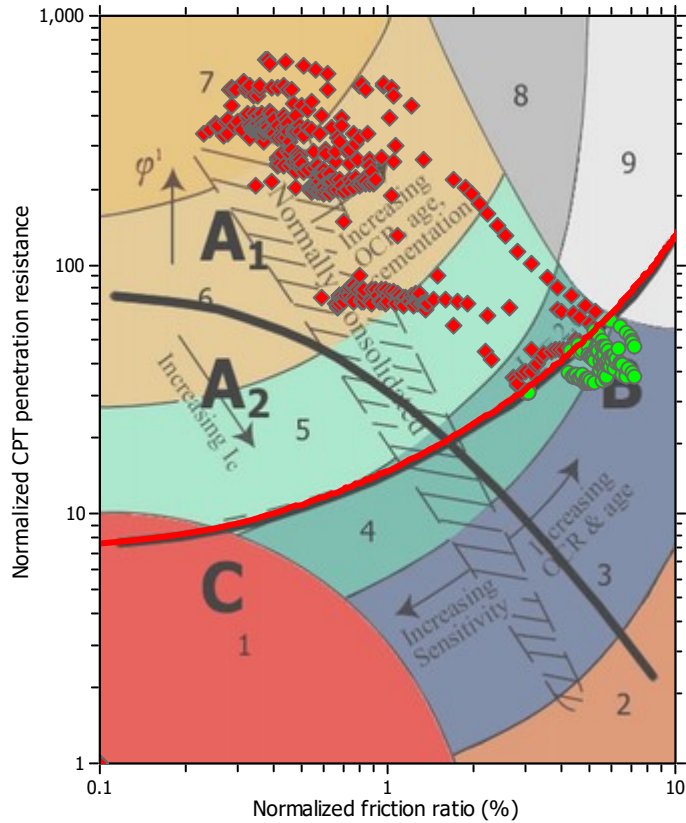 1,000
100
10
1
0.1
1
10
Normalized CPT penetration resistance
Normalized friction ratio (%)
7
8
9
φ¹
A1
6
A2
5
4
3
2
1
B
C
Normally
consolidated
Increasing
OCR, age,
cementation
Increasing Ic
Increasing
OCR & age
Increasing
Sensitivity